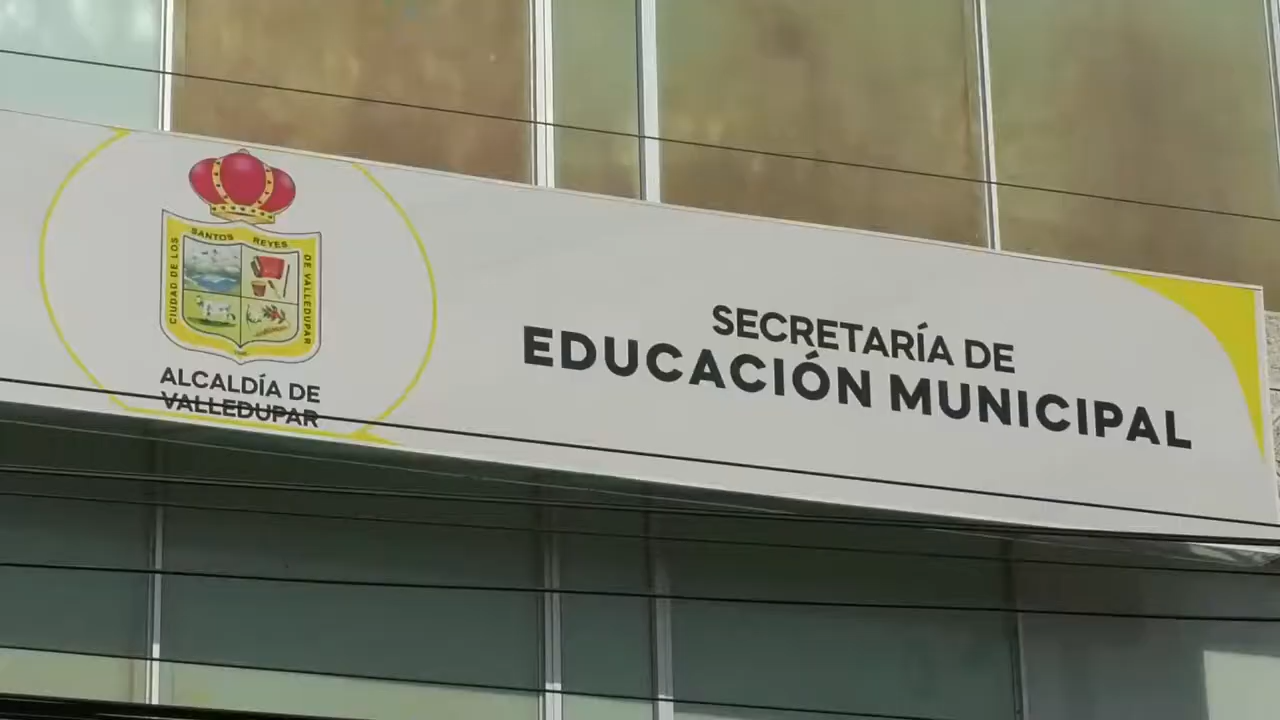 SANTOS REYES
CIUDAD DE LOS
DE VALLEDUPAR
ALCALDÍA DE
VALLEDUPAR
SECRETARÍA DE
EDUCACIÓN MUNICIPAL